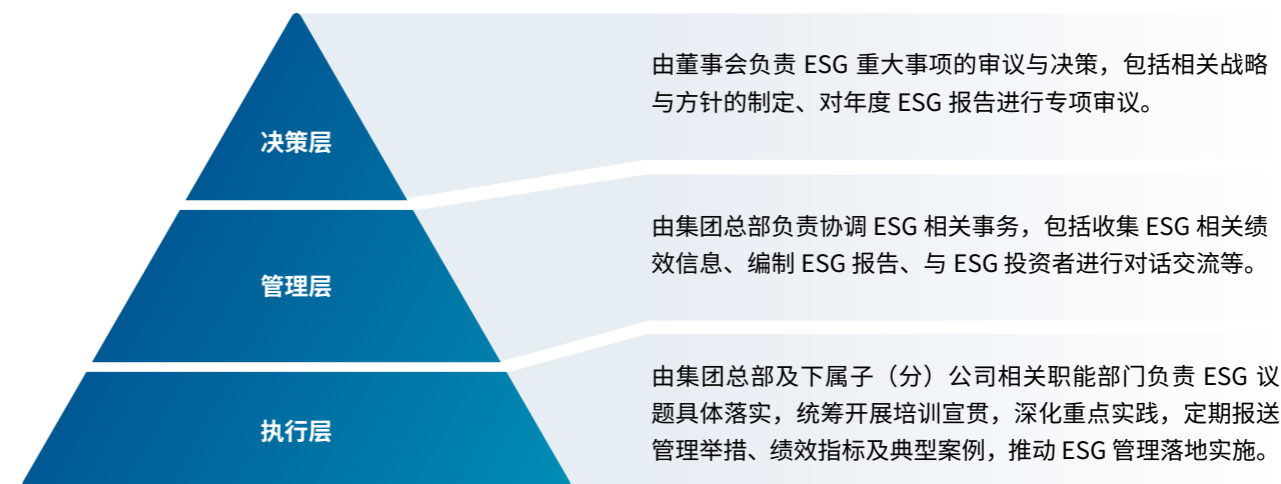 决策层
由董事会负责 ESG 重大事项的审议与决策，包括相关战略
与方针的制定、对年度 ESG 报告进行专项审议。
管理层
由集团总部负责协调 ESG 相关事务，包括收集 ESG 相关绩
效信息、编制 ESG 报告、与 ESG 投资者进行对话交流等。
执行层
由集团总部及下属子（分）公司相关职能部门负责 ESG 议
题具体落实，统筹开展培训宣贯，深化重点实践，定期报送
管理举措、绩效指标及典型案例，推动 ESG 管理落地实施。